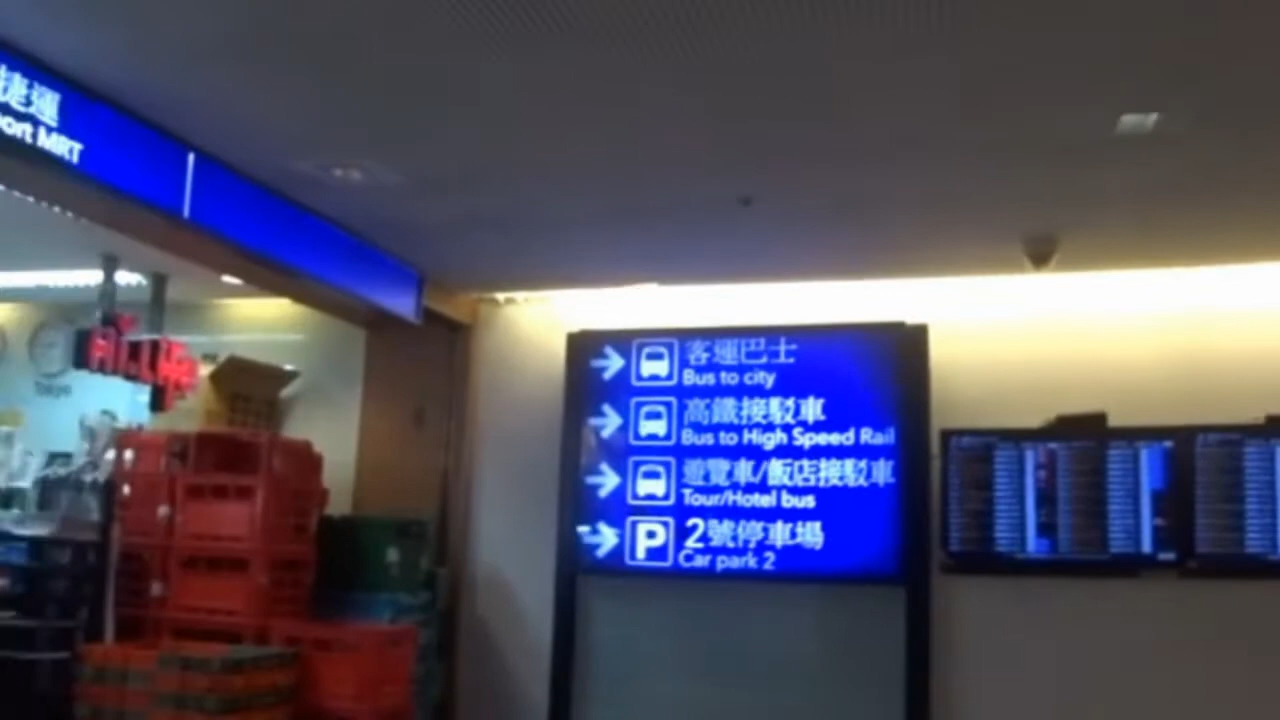 捷運
ort MRT
Hi-Life
客運巴士
Bus to city
高鐵接駁車
Bus to High Speed Rail
遊覽車/飯店接駁車
Tour/Hotel bus
2號停車場
Car park 2
P